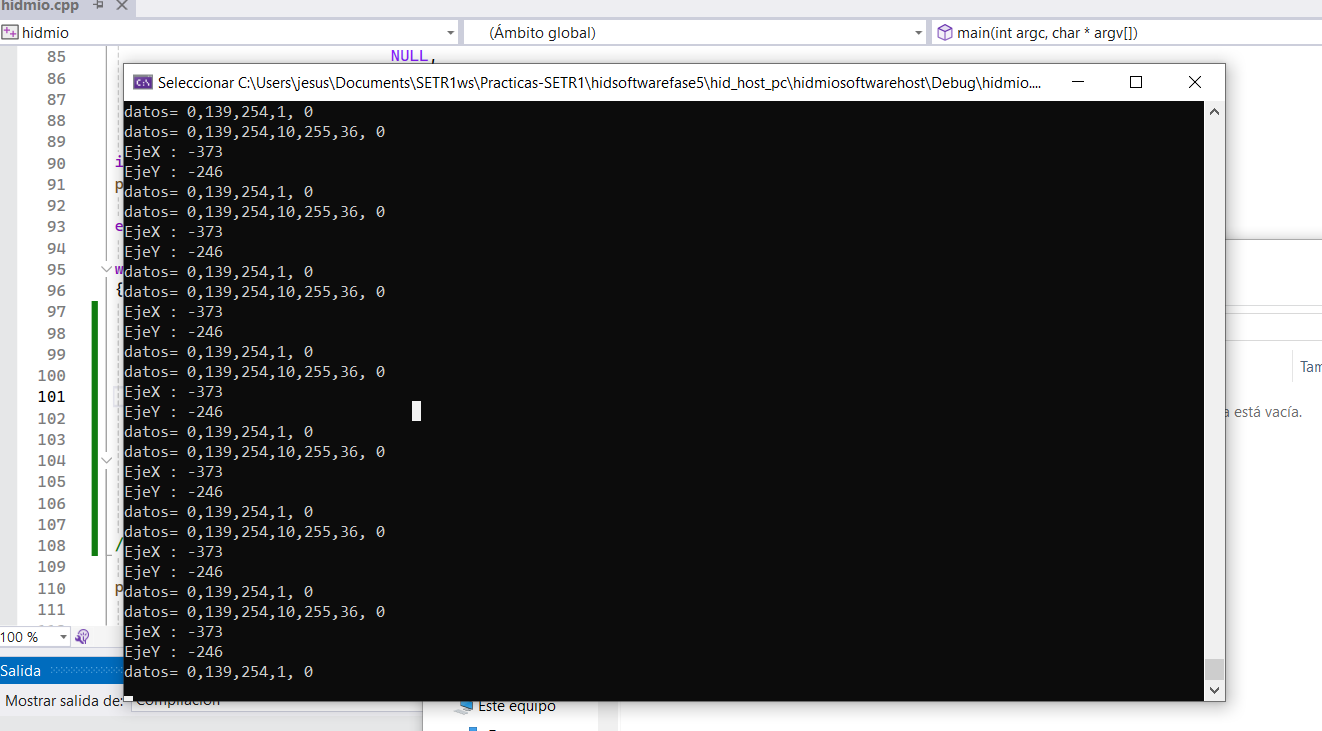 hidmio.cpp
hidmio
(Ámbito global)
main(int argc, char * argv[])
85
NULL,
86
87
88
89
90
91
92
93
94
95
96
{
97
98
99
100
101
102
103
104
105
106
107
108
109
110
111
Seleccionar C:\Users\jesus\Documents\SETR1ws\Practicas-SETR1\hidsoftwarefase5\hid_host_pc\hidmiosoftwarehost\Debug\hidmio....
datos= 0,139,254,1, 0
datos= 0,139,254,10,255,36, 0
EjeX : -373
EjeY : -246
datos= 0,139,254,1, 0
datos= 0,139,254,10,255,36, 0
EjeX : -373
EjeY : -246
datos= 0,139,254,1, 0
datos= 0,139,254,10,255,36, 0
EjeX : -373
EjeY : -246
datos= 0,139,254,1, 0
datos= 0,139,254,10,255,36, 0
EjeX : -373
EjeY : -246
datos= 0,139,254,1, 0
datos= 0,139,254,10,255,36, 0
EjeX : -373
EjeY : -246
datos= 0,139,254,1, 0
datos= 0,139,254,10,255,36, 0
EjeX : -373
EjeY : -246
datos= 0,139,254,1, 0
datos= 0,139,254,10,255,36, 0
EjeX : -373
EjeY : -246
datos= 0,139,254,1, 0
Tam
está vacía.
100 %
Salida
Mostrar salida de:
Compilación
Este equipo